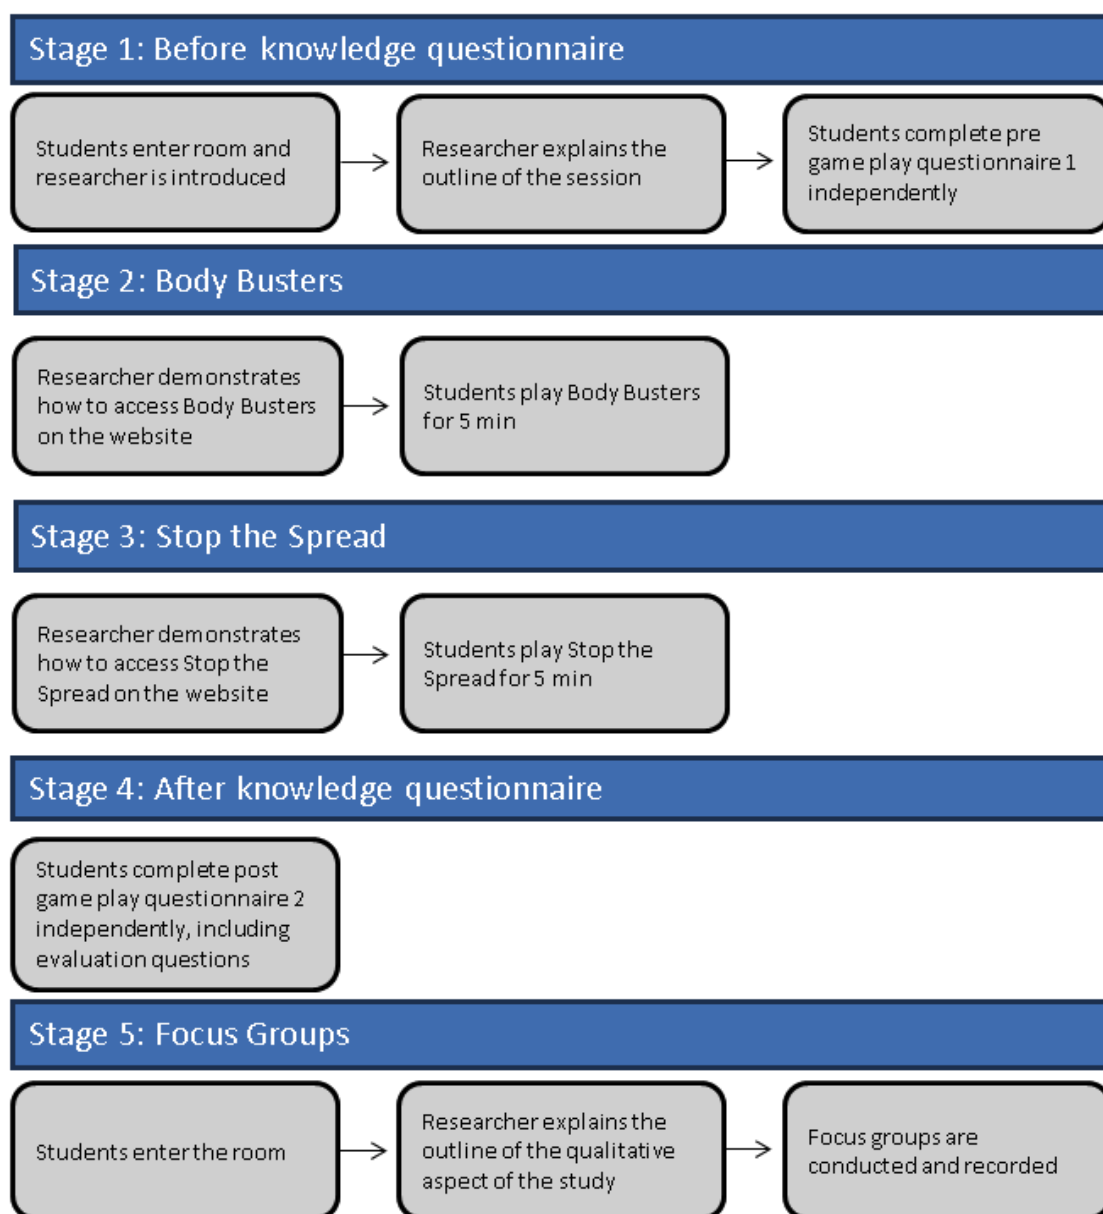 Stage 1: Before knowledge questionnaire
Students enter room and
researcher is introduced
Researcher explains the
outline of the session
Students complete pre
game play questionnaire 1
independently
Stage 2: Body Busters
Researcher demonstrates
how to access Body Busters
on the website
Students play Body Busters
for 5 min
Stage 3: Stop the Spread
Researcher demonstrates
how to access Stop the
Spread on the website
Students play Stop the
Spread for 5 min
Stage 4: After knowledge questionnaire
Students complete post
game play questionnaire 2
independently, including
evaluation questions
Stage 5: Focus Groups
Students enter the room
Researcher explains the
outline of the qualitative
aspect of the study
Focus groups are
conducted and recorded